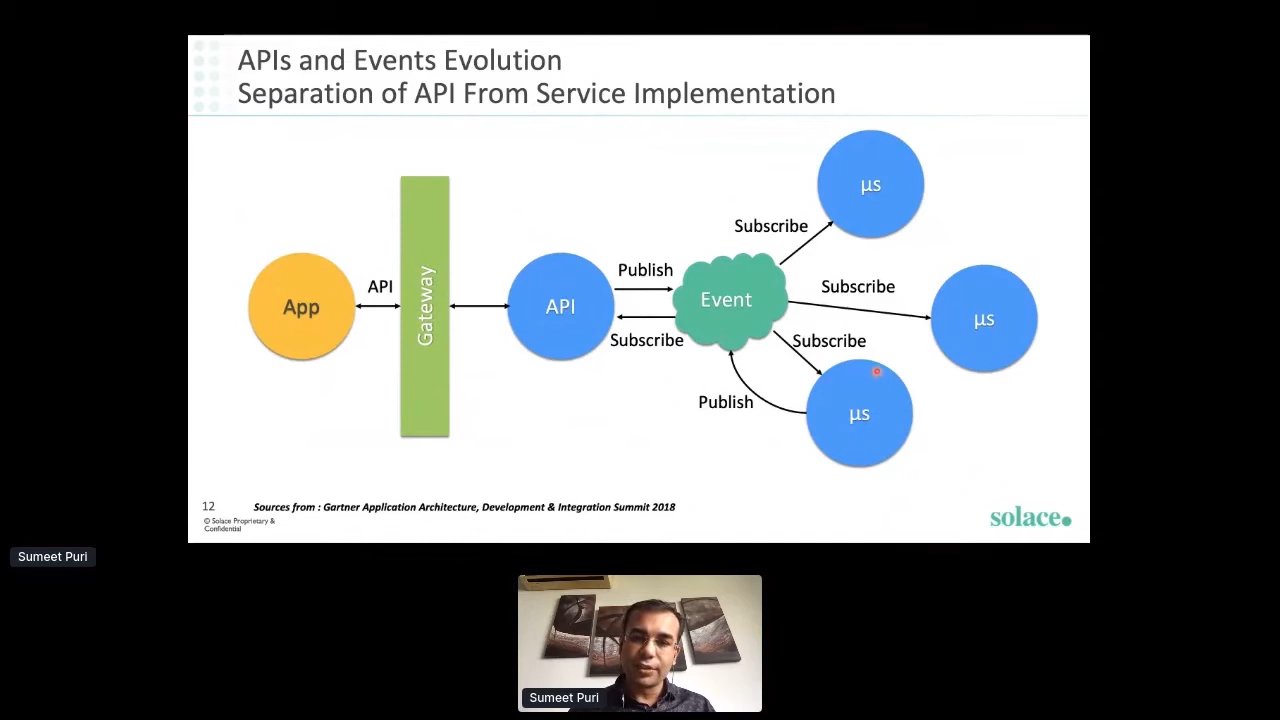 APIs and Events Evolution
Separation of API From Service Implementation
µs
Subscribe
Publish
API
Subscribe
App
Gateway
API
Event
µs
Subscribe
Subscribe
Publish
µs
12
Sources from : Gartner Application Architecture, Development & Integration Summit 2018
© Solace Proprietary &
Confidential
solace.
Sumeet Puri
Sumeet Puri